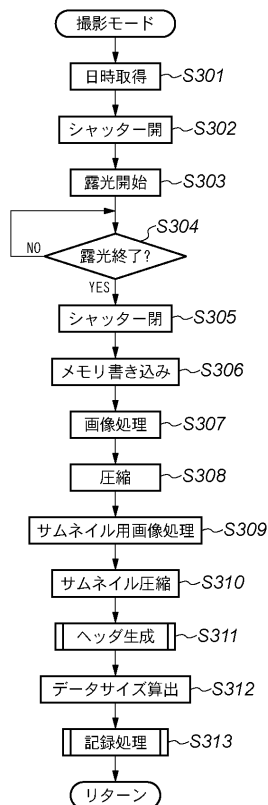 撮影モード
日時取得 S301
シャッター開 S302
露光開始 S303
S304
露光終了?
NO
YES
シャッター閉 S305
メモリ書き込み S306
画像処理 S307
圧縮 S308
サムネイル用画像処理 S309
サムネイル圧縮 S310
ヘッダ生成 S311
データサイズ算出 S312
記録処理 S313
リターン